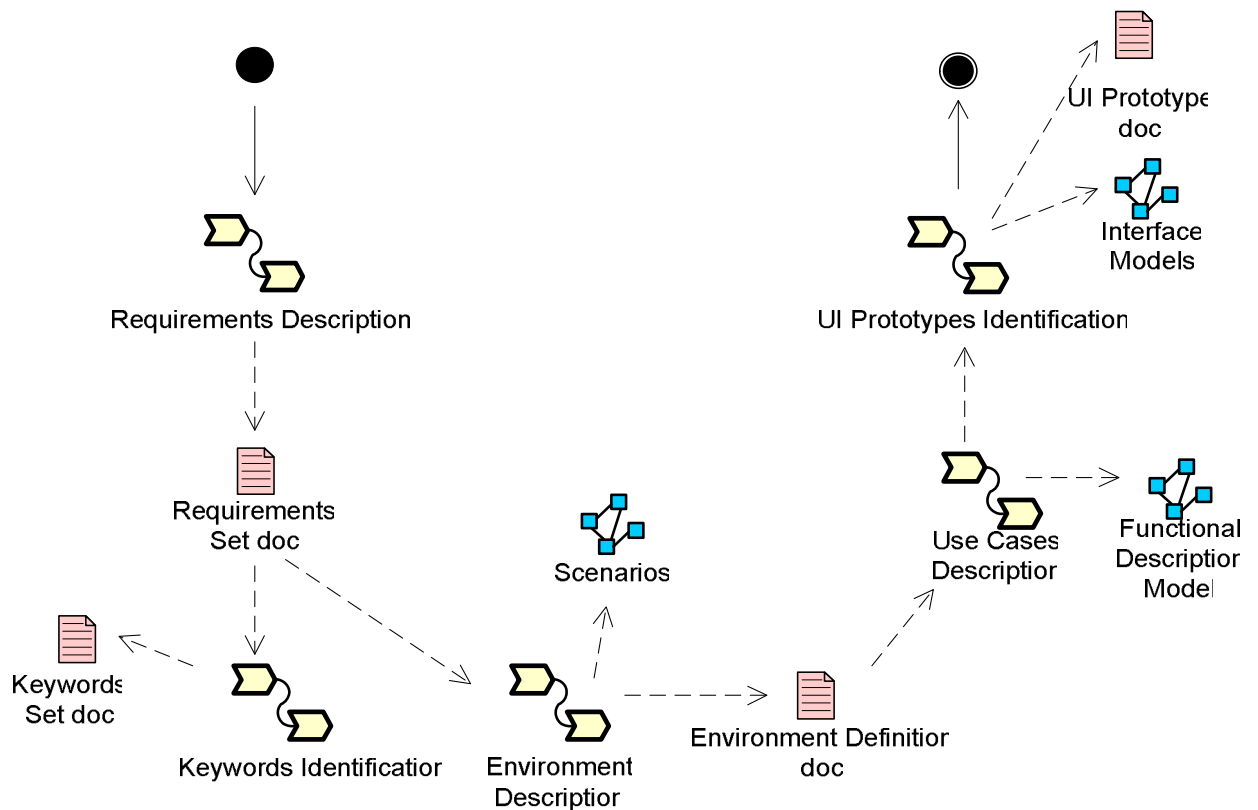 UI Prototype
doc
Interface
Models
Requirements Description
UI Prototypes Identification
Requirements
Set doc
Scenarios
Use Cases
Description
Functional
Description
Model
Keywords
Set doc
Keywords Identification
Environment
Description
Environment Definition
doc